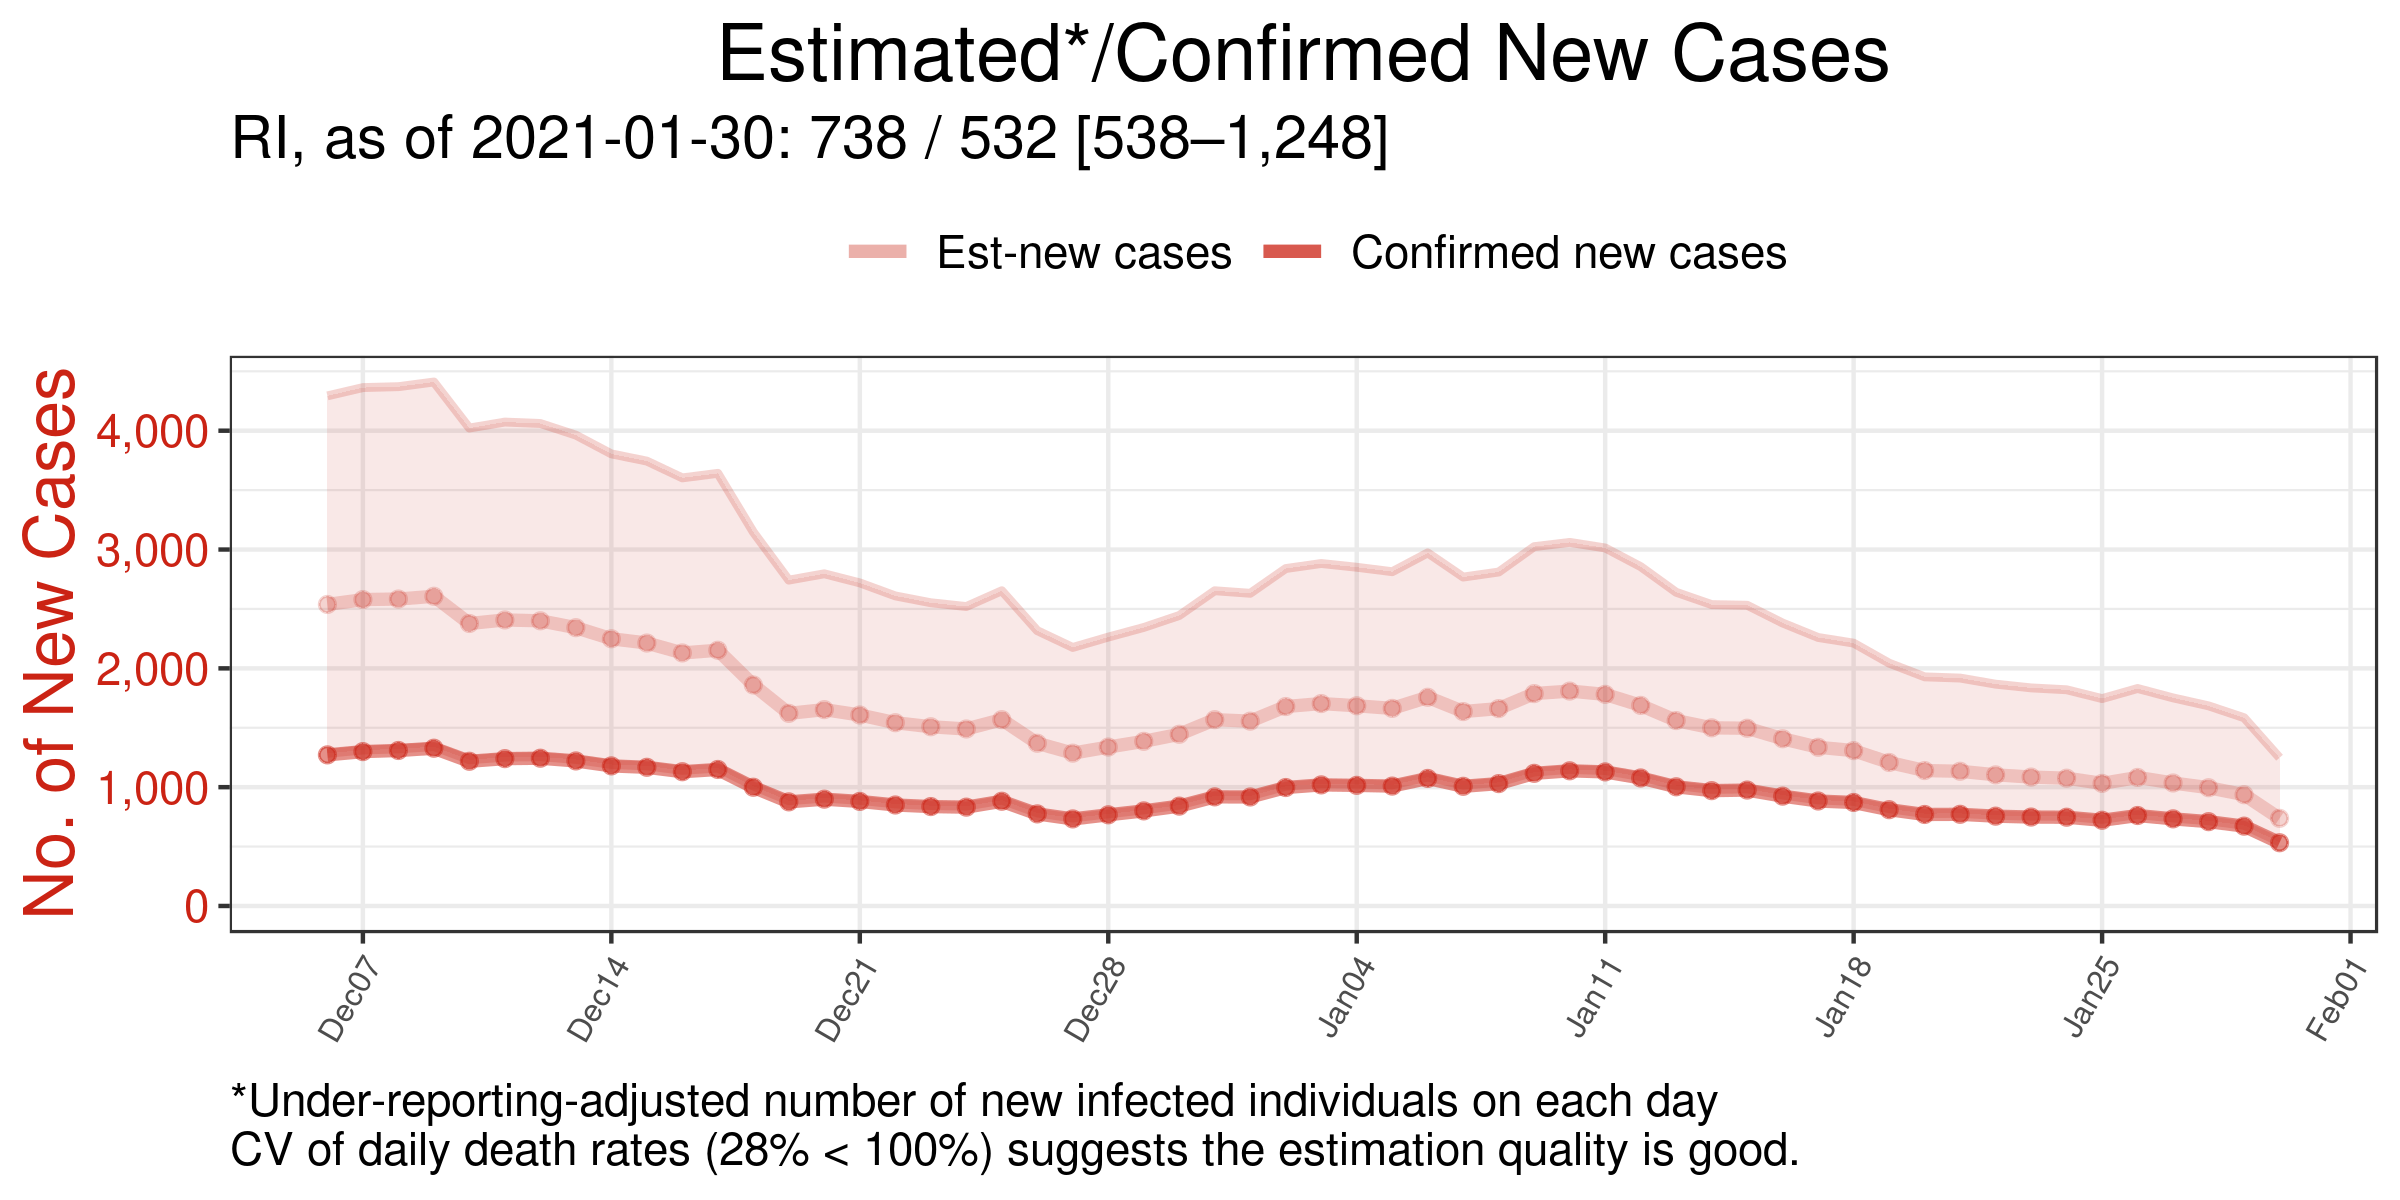 Estimated*/Confirmed New Cases
RI, as of 2021-01-30: 738 / 532 [538–1,248]
Est-new cases
Confirmed new cases
No. of New Cases
4,000
3,000
2,000
1,000
0
Dec07
Dec14
Dec21
Dec28
Jan04
Jan11
Jan18
Jan25
Feb01
*Under-reporting-adjusted number of new infected individuals on each day
CV of daily death rates (28% < 100%) suggests the estimation quality is good.